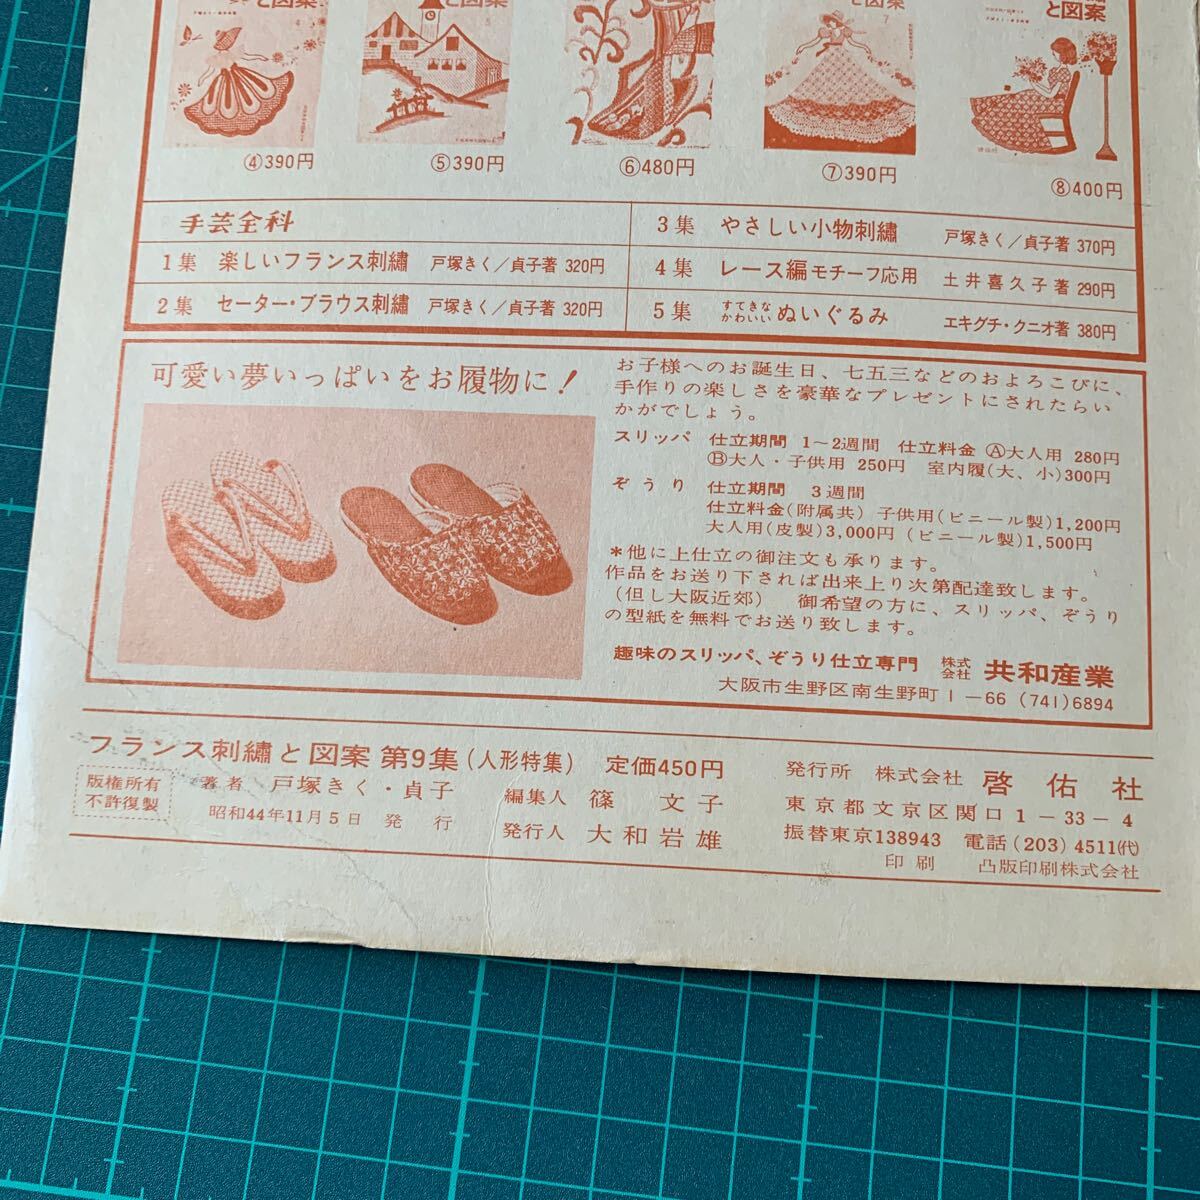 と図案
と図案
と図案
と図案
④390円
⑤390円
⑥480円
⑦390円
⑧400円
手芸全科
1集 楽しいフランス刺繡 戸塚きく／貞子著 320円
2集 セーター・ブラウス刺繡 戸塚きく／貞子著 320円
3集 やさしい小物刺繡 戸塚きく／貞子著 370円
4集 レース編モチーフ応用 土井喜久子著 290円
5集 すてきなかわいいぬいぐるみ エキグチ・クニオ著 380円
可愛い夢いっぱいをお履物に！
お子様へのお誕生日、七五三などのおよろこびに、
手作りの楽しさを豪華なプレゼントにされたらい
かがでしょう。
スリッパ 仕立期間 1〜2週間 仕立料金 Ⓐ大人用 280円
Ⓑ大人・子供用 250円 室内履(大、小)300円
ぞうり 仕立期間 3週間
仕立料金(附属共) 子供用(ビニール製)1,200円
大人用(皮製)3,000円 (ビニール製)1,500円
＊他に上仕立の御注文も承ります。
作品をお送り下されば出来上り次第配達致します。
(但し大阪近郊) 御希望の方に、スリッパ、ぞうり
の型紙を無料でお送り致します。
趣味のスリッパ、ぞうり仕立専門 株式会社 共和産業
大阪市生野区南生野町1－66 (741)6894
フランス刺繡と図案 第9集(人形特集) 定価450円
版権所有
不許復製
著者 戸塚きく・貞子
昭和44年11月5日 発行
編集人 篠 文子
発行人 大和岩雄
発行所 株式会社 啓佑社
東京都文京区関口1－33－4
振替東京138943 電話(203)4511(代)
印刷 凸版印刷株式会社